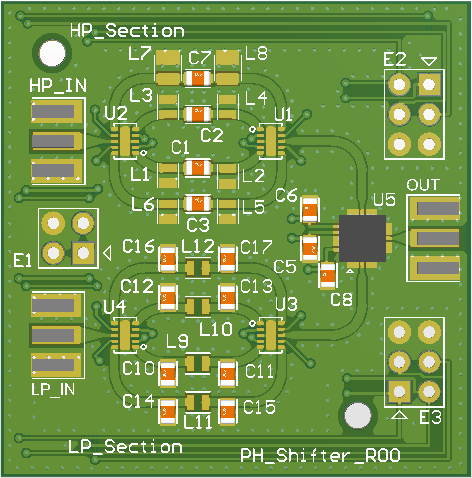 HP_Section
L7
C7
L8
E2
HP_IN
L3
L4
U2
C2
U1
C1
L1
L2
L6
C3
L5
C6
U5
OUT
E1
C16
L12
C17
C5
C12
C13
C8
U4
L10
U3
L9
C10
C11
LP_IN
C14
L11
C15
E3
LP_Section
PH_Shifter_R00